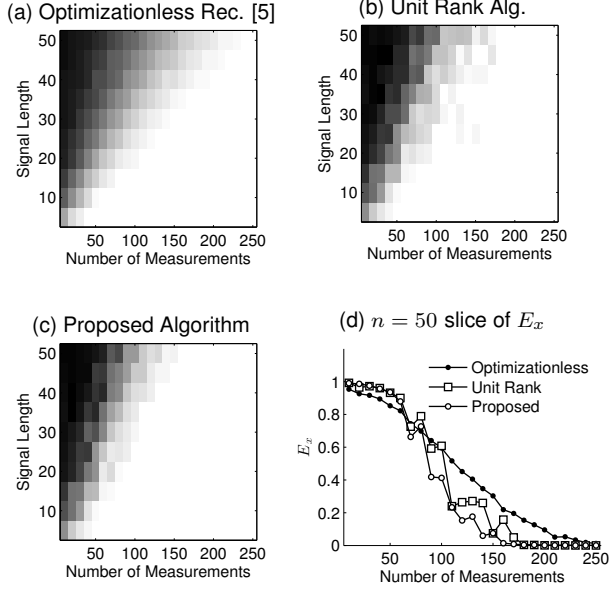 (a) Optimizationless Rec. [5]
50
40
30
20
10
Signal Length
50 100 150 200 250
Number of Measurements
(b) Unit Rank Alg.
50
40
30
20
10
Signal Length
50 100 150 200 250
Number of Measurements
(c) Proposed Algorithm
50
40
30
20
10
Signal Length
50 100 150 200 250
Number of Measurements
(d) n = 50 slice of Eₓ
Optimizationless
Unit Rank
Proposed
1
0.8
0.6
0.4
0.2
0
Eₓ
50 100 150 200 250
Number of Measurements